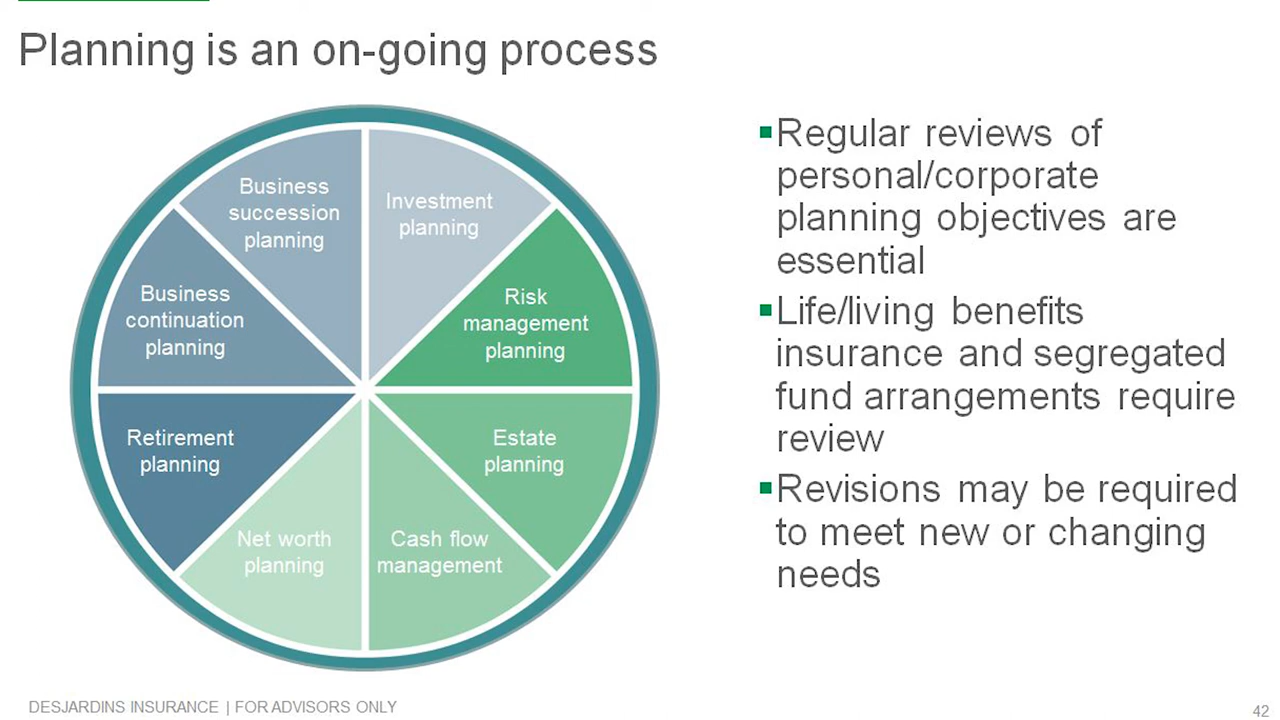 Planning is an on-going process
Business
succession
planning
Investment
planning
Business
continuation
planning
Risk
management
planning
Retirement
planning
Estate
planning
Net worth
planning
Cash flow
management
▪Regular reviews of
personal/corporate
planning objectives are
essential
▪Life/living benefits
insurance and segregated
fund arrangements require
review
▪Revisions may be required
to meet new or changing
needs
DESJARDINS INSURANCE | FOR ADVISORS ONLY
42